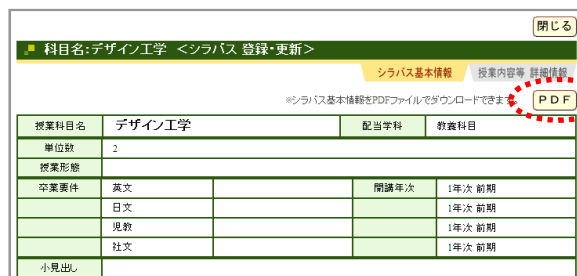 閉じる
科目名:デザイン工学 <シラバス 登録・更新>
シラバス基本情報 授業内容等 詳細情報
※シラバス基本情報をPDFファイルでダウンロードできます。 PDF
授業科目名 デザイン工学 配当学科 教養科目
単位数 2
授業形態
卒業要件 英文 開講年次 1年次 前期
日文 1年次 前期
児教 1年次 前期
社文 1年次 前期
小見出し